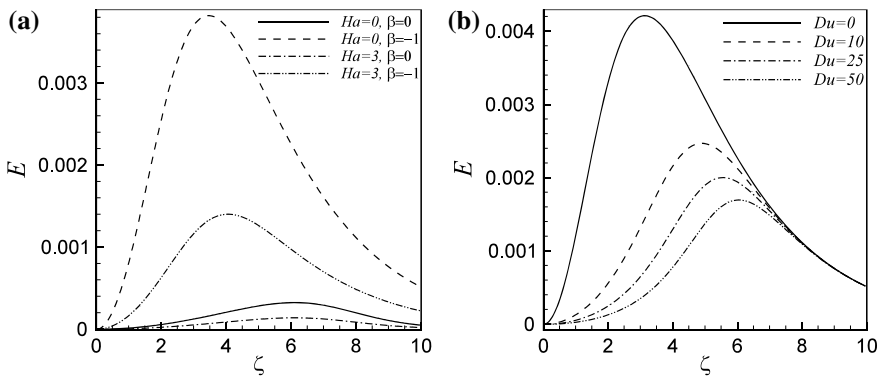 (a)
Ha=0, β=0
Ha=0, β=−1
Ha=3, β=0
Ha=3, β=−1
0.003
0.002
0.001
0
E
0 2 4 6 8 10
ζ
(b)
Du=0
Du=10
Du=25
Du=50
0.004
0.003
0.002
0.001
0
E
0 2 4 6 8 10
ζ